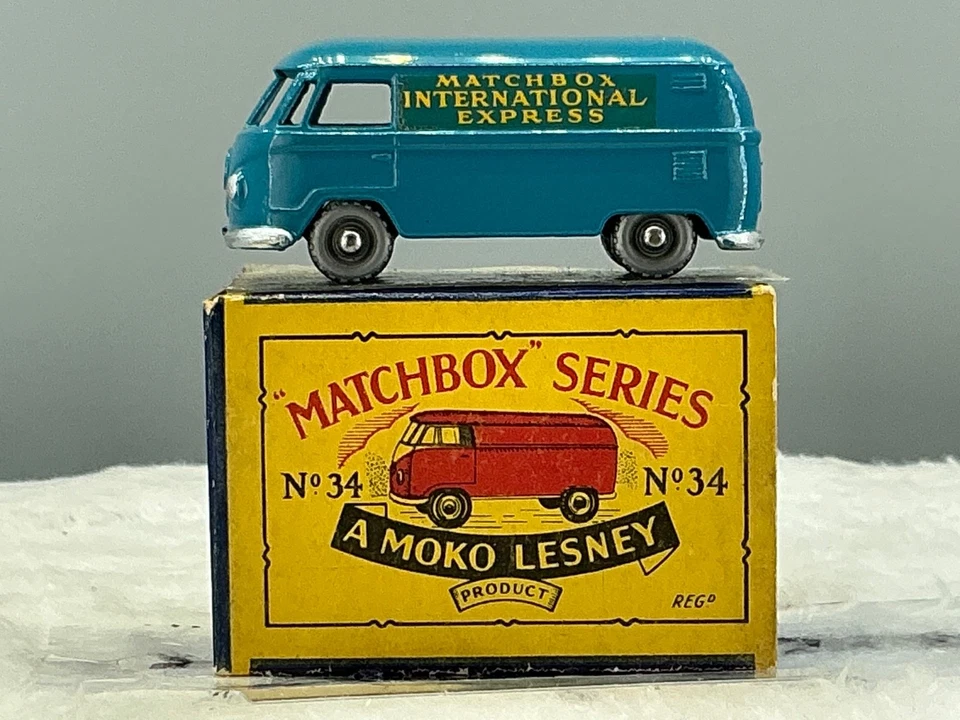 MATCHBOX
INTERNATIONAL
EXPRESS
"MATCHBOX" SERIES
Nº 34 Nº 34
A MOKO LESNEY
PRODUCT
REGᴰ